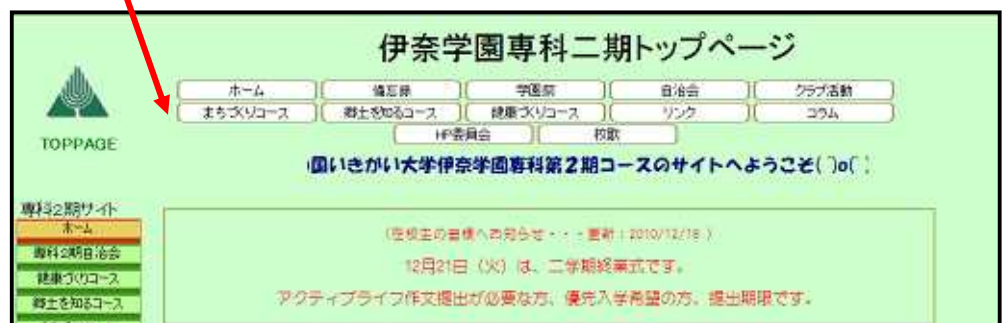 伊奈学園専科二期トップページ
ホーム 備忘録 学園祭 自治会 クラブ活動
まちづくりコース 郷土を知るコース 健康づくりコース リンク コラム
HP委員会 校歌
TOPPAGE
国いきがい大学伊奈学園専科第2期コースのサイトへようこそ( )o( )
専科2期サイト
ホーム
専科2期自治会
健康づくりコース
郷土を知るコース
(在校生の皆様へお知らせ・・・更新:2010/12/18 )
12月21日(火)は、二学期終業式です。
アクティブライフ作文提出が必要な方、優先入学希望の方、提出期限です。